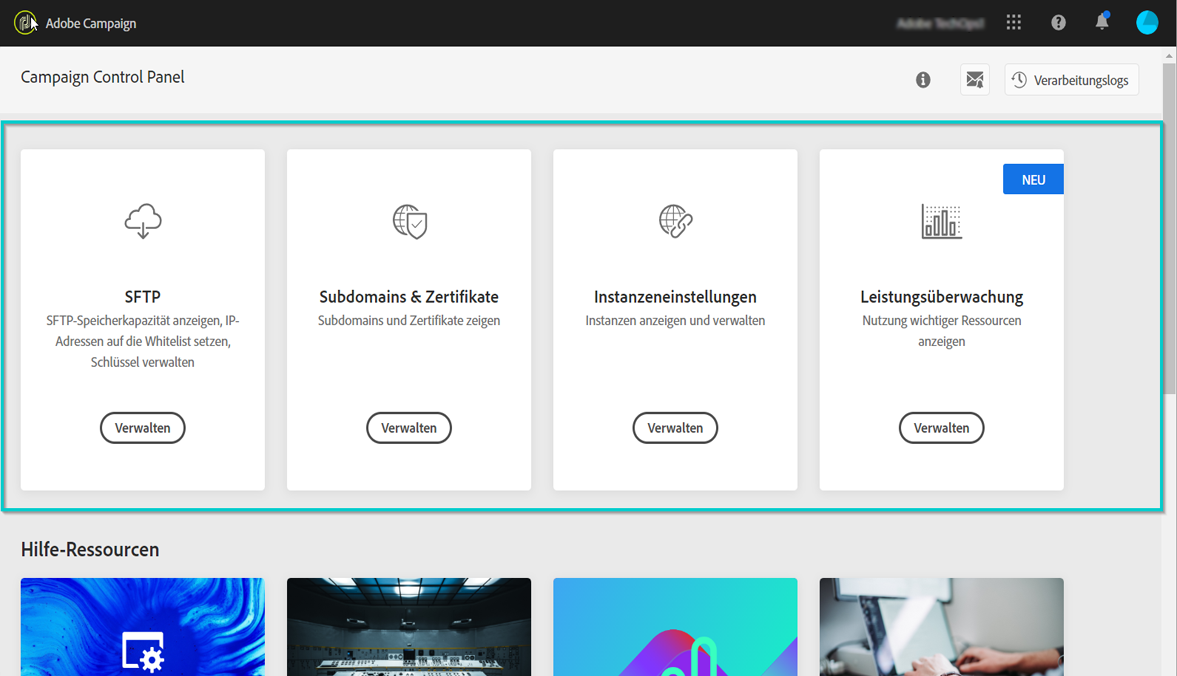 Adobe Campaign
Campaign Control Panel
Verarbeitungslogs
NEU
SFTP
SFTP-Speicherkapazität anzeigen, IP-
Adressen auf die Whitelist setzen,
Schlüssel verwalten
Verwalten
Subdomains & Zertifikate
Subdomains und Zertifikate zeigen
Verwalten
Instanzeneinstellungen
Instanzen anzeigen und verwalten
Verwalten
Leistungsüberwachung
Nutzung wichtiger Ressourcen
anzeigen
Verwalten
Hilfe-Ressourcen